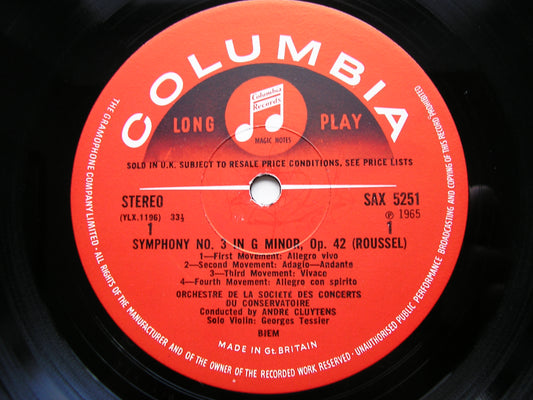 COLUMBIA
Columbia
Records
LONG PLAY
MAGIC NOTES
SOLD IN U.K. SUBJECT TO RESALE PRICE CONDITIONS, SEE PRICE LISTS
STEREO SAX 5251
(YLX.1196) 33⅓ ℗ 1965
1 1
SYMPHONY NO. 3 IN G MINOR, Op. 42 (ROUSSEL)
1—First Movement: Allegro vivo
2—Second Movement: Adagio—Andante
3—Third Movement: Vivace
4—Fourth Movement: Allegro con spirito
ORCHESTRE DE LA SOCIETE DES CONCERTS
DU CONSERVATOIRE
Conducted by ANDRE CLUYTENS
Solo Violin: Georges Tessier
BIEM
MADE IN Gt. BRITAIN
THE GRAMOPHONE COMPANY LIMITED · ALL RIGHTS OF THE MANUFACTURER AND OF THE OWNER OF THE RECORDED WORK RESERVED · UNAUTHORISED PUBLIC PERFORMANCE BROADCASTING AND COPYING OF THIS RECORD PROHIBITED